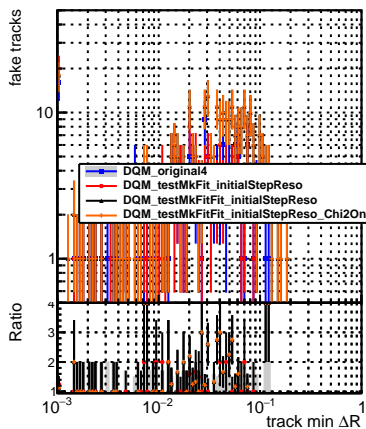 fake tracks
10
1
DQM_original4
DQM_testMkFit_initialStepReso
DQM_testMkFitFit_initialStepReso
DQM_testMkFitFit_initialStepReso_Chi2On
Ratio
4
3
2
1
10⁻³ 10⁻² 10⁻¹ 1
track min ΔR